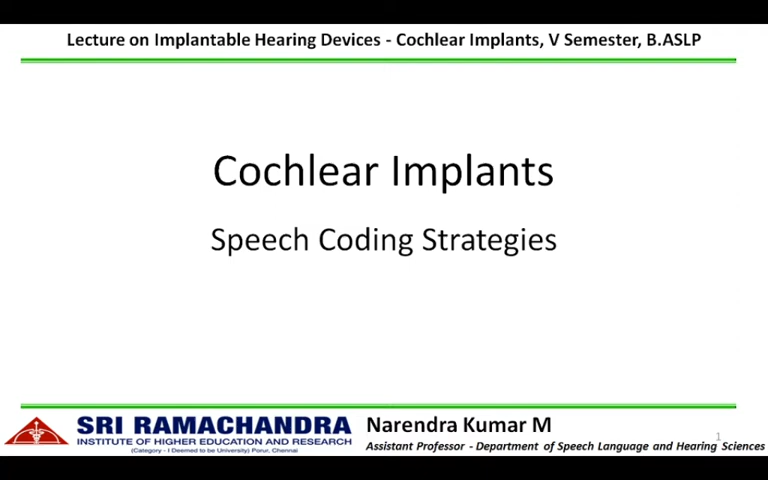 Lecture on Implantable Hearing Devices - Cochlear Implants, V Semester, B.ASLP
Cochlear Implants
Speech Coding Strategies
SRI RAMACHANDRA
INSTITUTE OF HIGHER EDUCATION AND RESEARCH
(Category - I Deemed to be University) Porur, Chennai
Narendra Kumar M
Assistant Professor - Department of Speech Language and Hearing Sciences
1